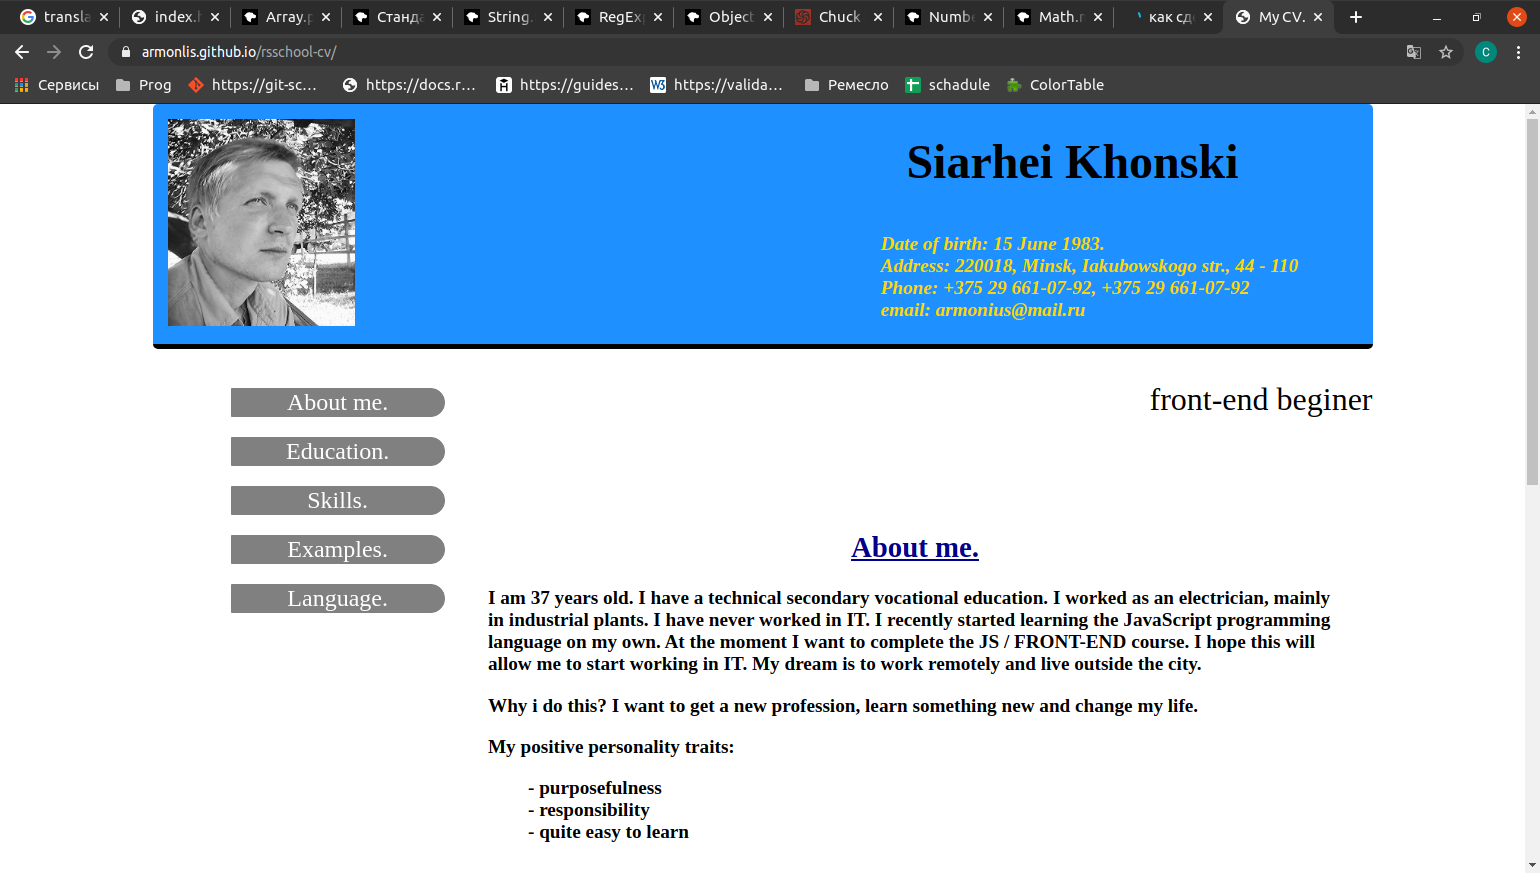 transla
index.h
Array.p
Станда
String.
RegExp
Object
Chuck
Numbe
Math.r
как сде
My CV.
armonlis.github.io/rsschool-cv/
C
Сервисы
Prog
https://git-sc...
https://docs.r...
https://guides...
W3
https://valida...
Ремесло
schadule
ColorTable
Siarhei Khonski
Date of birth: 15 June 1983.
Address: 220018, Minsk, Iakubowskogo str., 44 - 110
Phone: +375 29 661-07-92, +375 29 661-07-92
email: armonius@mail.ru
About me.
Education.
Skills.
Examples.
Language.
front-end beginer
About me.
I am 37 years old. I have a technical secondary vocational education. I worked as an electrician, mainly
in industrial plants. I have never worked in IT. I recently started learning the JavaScript programming
language on my own. At the moment I want to complete the JS / FRONT-END course. I hope this will
allow me to start working in IT. My dream is to work remotely and live outside the city.
Why i do this? I want to get a new profession, learn something new and change my life.
My positive personality traits:
- purposefulness
- responsibility
- quite easy to learn